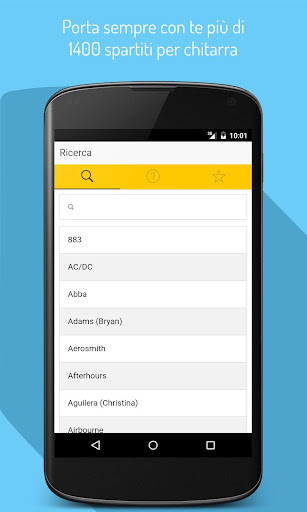 Porta sempre con te più di
1400 spartiti per chitarra
3G 10:01
Ricerca
?
883
AC/DC
Abba
Adams (Bryan)
Aerosmith
Afterhours
Aguilera (Christina)
Airbourne